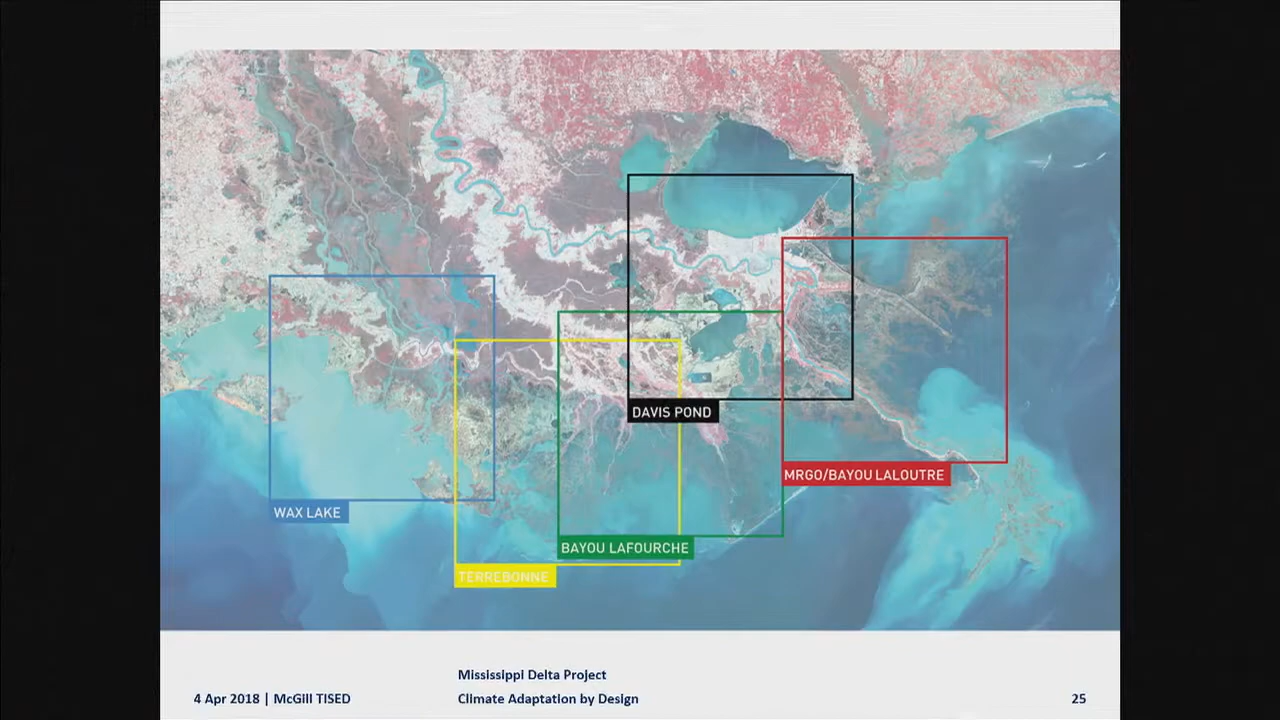 DAVIS POND
MRGO/BAYOU LALOUTRE
WAX LAKE
BAYOU LAFOURCHE
TERREBONNE
Mississippi Delta Project
4 Apr 2018 | McGill TISED
Climate Adaptation by Design
25